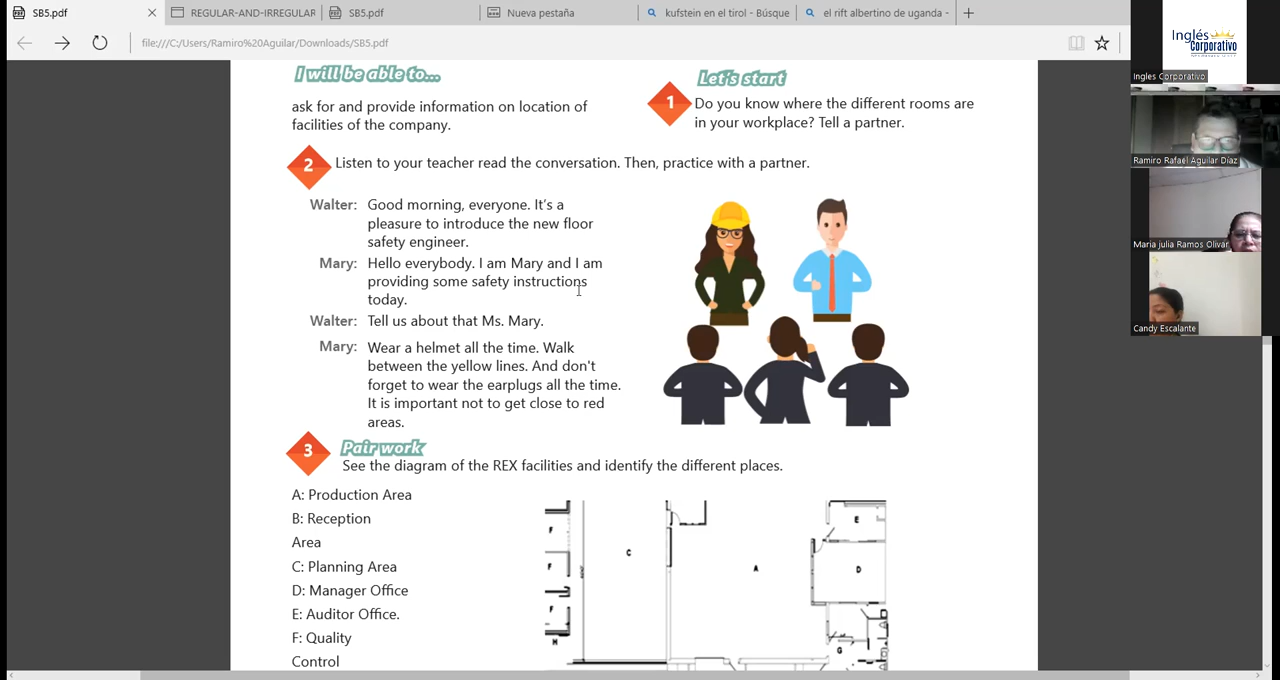 SB5.pdf
REGULAR-AND-IRREGULAR
SB5.pdf
Nueva pestaña
kufstein en el tirol - Búsque
el rift albertino de uganda -
file:///C:/Users/Ramiro%20Aguilar/Downloads/SB5.pdf
I will be able to...
ask for and provide information on location of
facilities of the company.
Let's start
1
Do you know where the different rooms are
in your workplace? Tell a partner.
2
Listen to your teacher read the conversation. Then, practice with a partner.
Walter: Good morning, everyone. It's a
pleasure to introduce the new floor
safety engineer.
Mary: Hello everybody. I am Mary and I am
providing some safety instructions
today.
Walter: Tell us about that Ms. Mary.
Mary: Wear a helmet all the time. Walk
between the yellow lines. And don't
forget to wear the earplugs all the time.
It is important not to get close to red
areas.
3
Pair work
See the diagram of the REX facilities and identify the different places.
A: Production Area
B: Reception
Area
C: Planning Area
D: Manager Office
E: Auditor Office.
F: Quality
Control
F
F
F
H
C
A
E
D
G
Inglés
Corporativo
Ingles Corporativo
Ramiro Rafael Aguilar Díaz
Maria julia Ramos Olivar
Candy Escalante